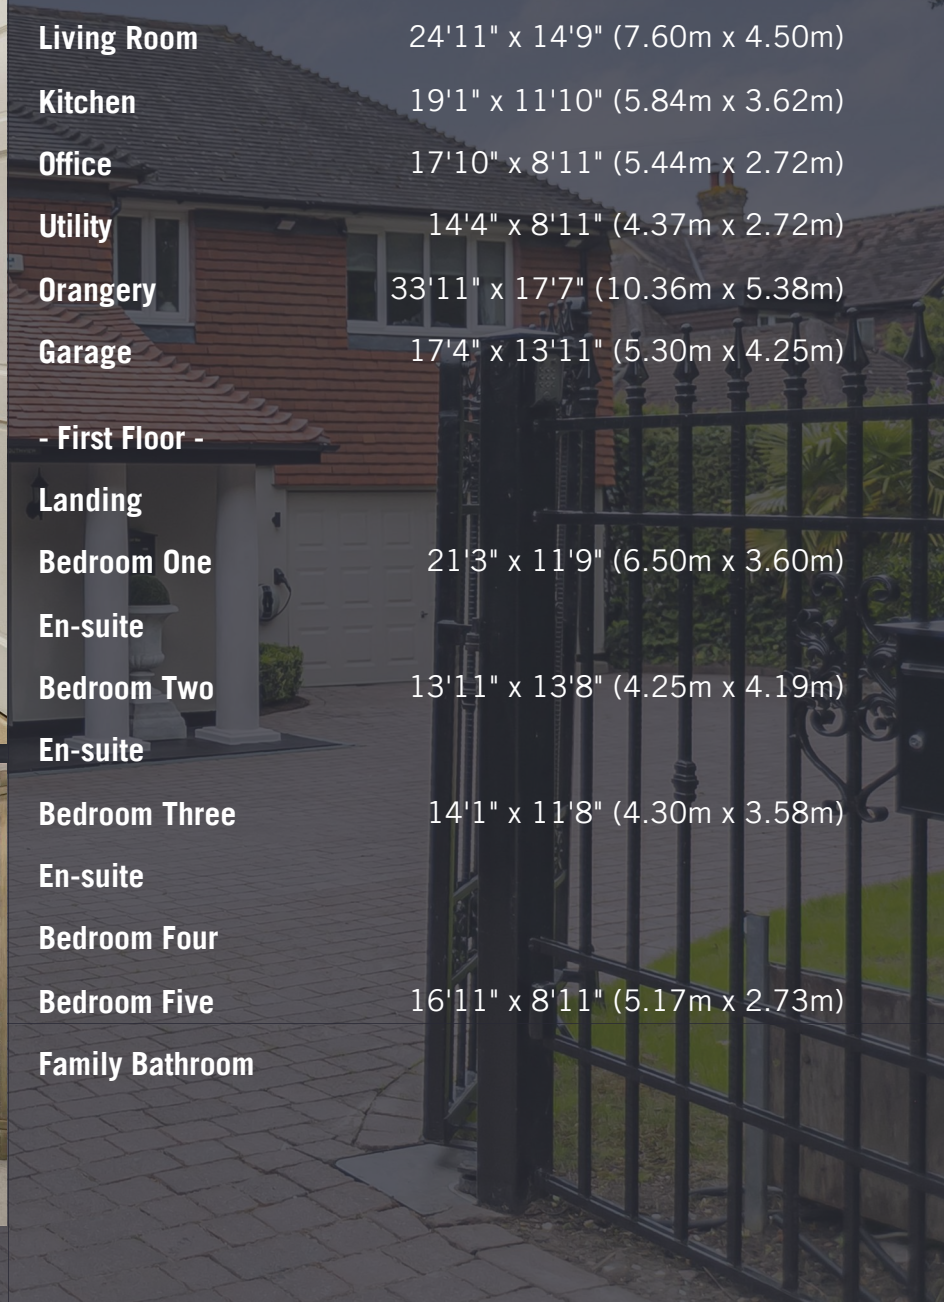 Living Room 24'11" x 14'9" (7.60m x 4.50m)
Kitchen 19'1" x 11'10" (5.84m x 3.62m)
Office 17'10" x 8'11" (5.44m x 2.72m)
Utility 14'4" x 8'11" (4.37m x 2.72m)
Orangery 33'11" x 17'7" (10.36m x 5.38m)
Garage 17'4" x 13'11" (5.30m x 4.25m)
- First Floor -
Landing
Bedroom One 21'3" x 11'9" (6.50m x 3.60m)
En-suite
Bedroom Two 13'11" x 13'8" (4.25m x 4.19m)
En-suite
Bedroom Three 14'1" x 11'8" (4.30m x 3.58m)
En-suite
Bedroom Four
Bedroom Five 16'11" x 8'11" (5.17m x 2.73m)
Family Bathroom